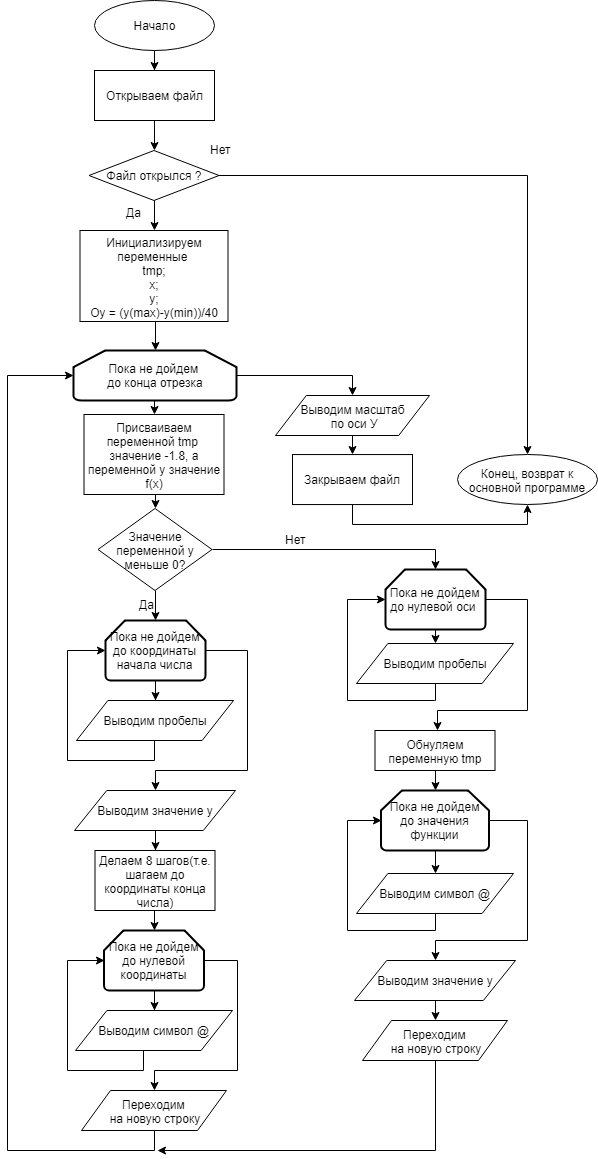 Начало
Открываем файл
Файл открылся ?
Нет
Да
Инициализируем
переменные
tmp;
x;
y;
Oy = (y(max)-y(min))/40
Пока не дойдем
до конца отрезка
Выводим масштаб
по оси У
Закрываем файл
Конец, возврат к
основной программе
Присваиваем
переменной tmp
значение -1.8, а
переменной у значение
f(x)
Значение
переменной у
меньше 0?
Нет
Да
Пока не дойдем
до координаты
начала числа
Выводим пробелы
Выводим значение у
Делаем 8 шагов(т.е.
шагаем до
координаты конца
числа)
Пока не дойдем
до нулевой
координаты
Выводим символ @
Переходим
на новую строку
Пока не дойдем
до нулевой оси
Выводим пробелы
Обнуляем
переменную tmp
Пока не дойдем
до значения
функции
Выводим символ @
Выводим значение у
Переходим
на новую строку